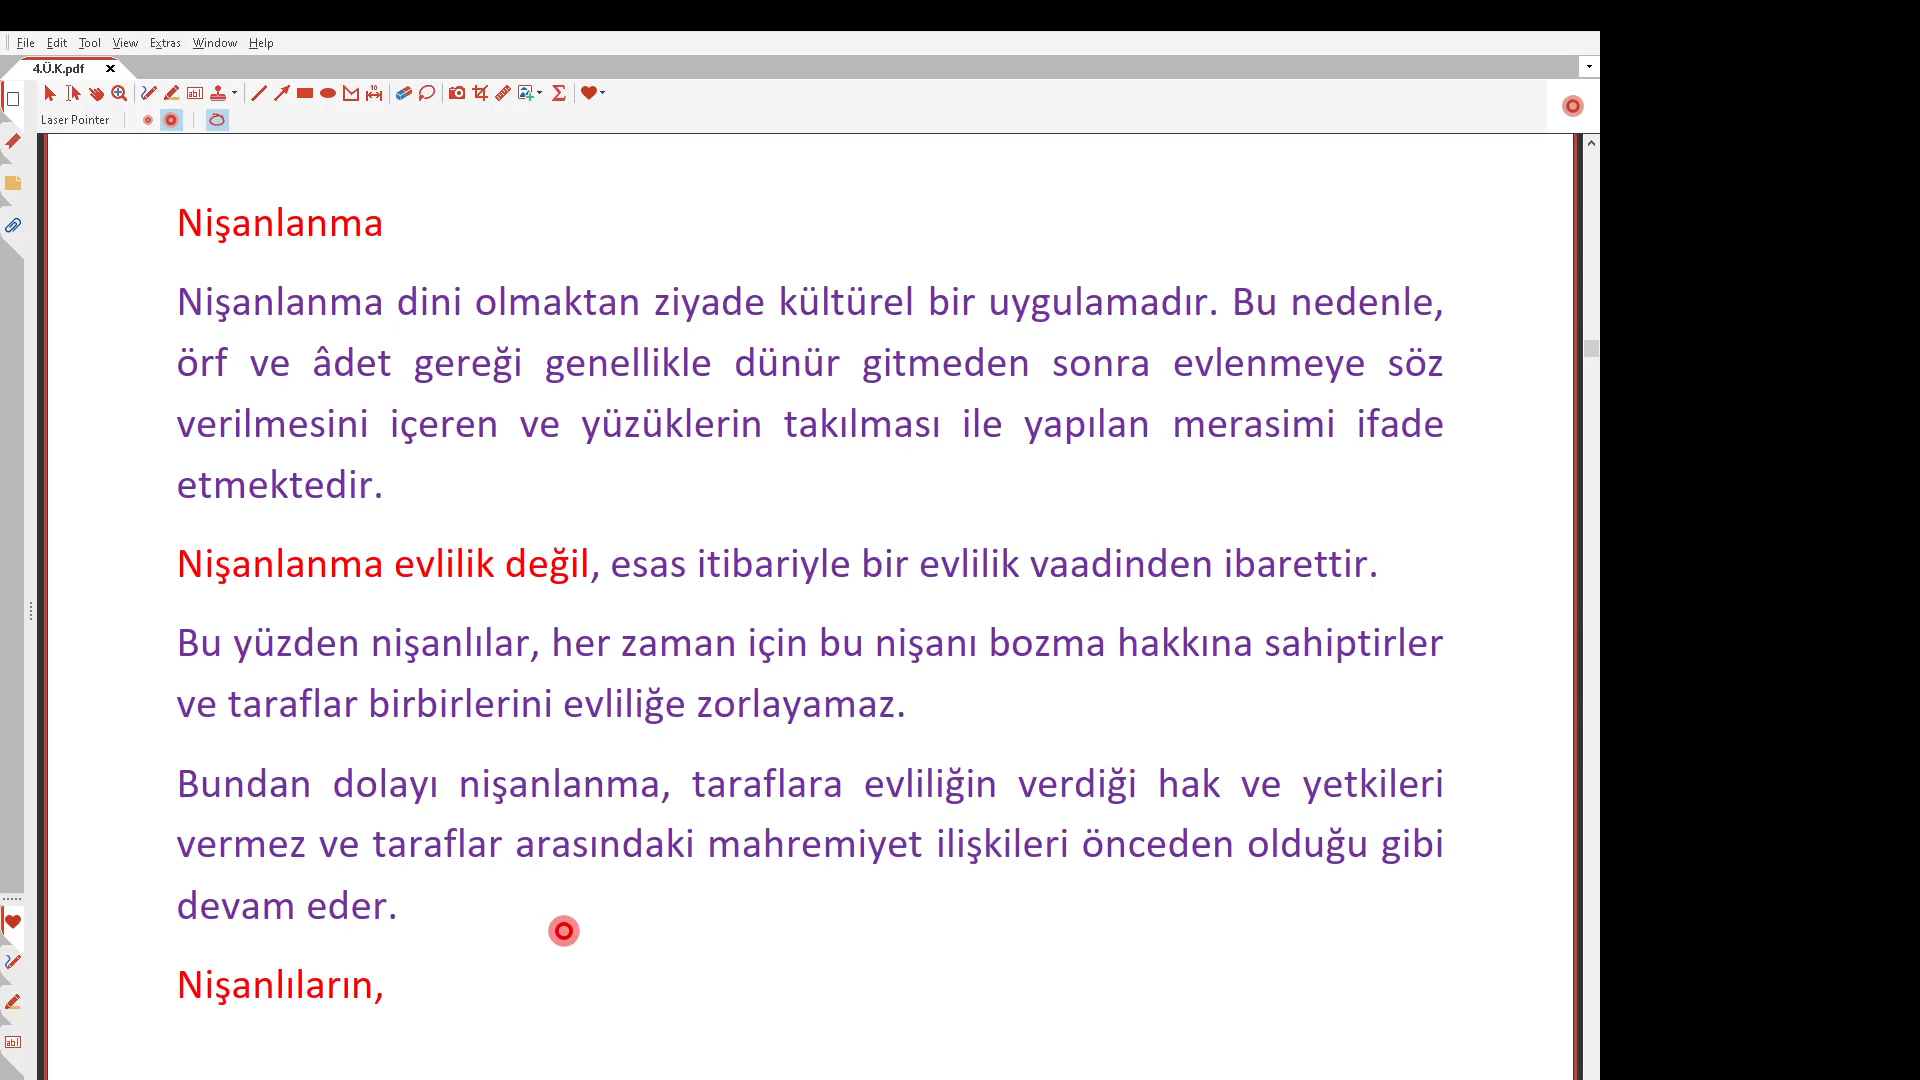 File Edit Tool View Extras Window Help
4.Ü.K.pdf
Laser Pointer
Nişanlanma
Nişanlanma dini olmaktan ziyade kültürel bir uygulamadır. Bu nedenle,
örf ve âdet gereği genellikle dünür gitmeden sonra evlenmeye söz
verilmesini içeren ve yüzüklerin takılması ile yapılan merasimi ifade
etmektedir.
Nişanlanma evlilik değil, esas itibariyle bir evlilik vaadinden ibarettir.
Bu yüzden nişanlılar, her zaman için bu nişanı bozma hakkına sahiptirler
ve taraflar birbirlerini evliliğe zorlayamaz.
Bundan dolayı nişanlanma, taraflara evliliğin verdiği hak ve yetkileri
vermez ve taraflar arasındaki mahremiyet ilişkileri önceden olduğu gibi
devam eder.
Nişanlıların,